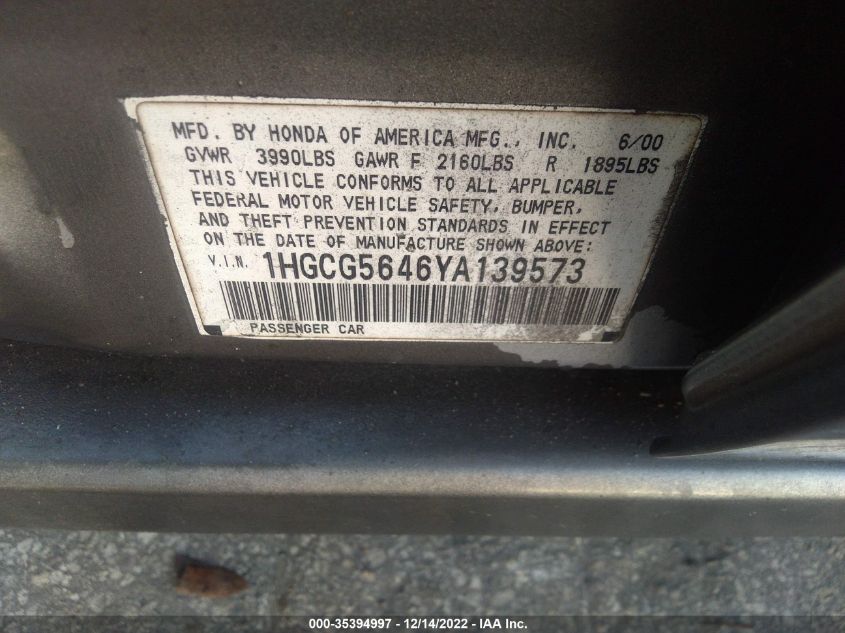 MFD. BY HONDA OF AMERICA MFG., INC. 6/00
GVWR 3990LBS GAWR F 2160LBS R 1895LBS
THIS VEHICLE CONFORMS TO ALL APPLICABLE
FEDERAL MOTOR VEHICLE SAFETY, BUMPER,
AND THEFT PREVENTION STANDARDS IN EFFECT
ON THE DATE OF MANUFACTURE SHOWN ABOVE:
V.I.N. 1HGCG5646YA139573
PASSENGER CAR
000-35394997 - 12/14/2022 - IAA Inc.